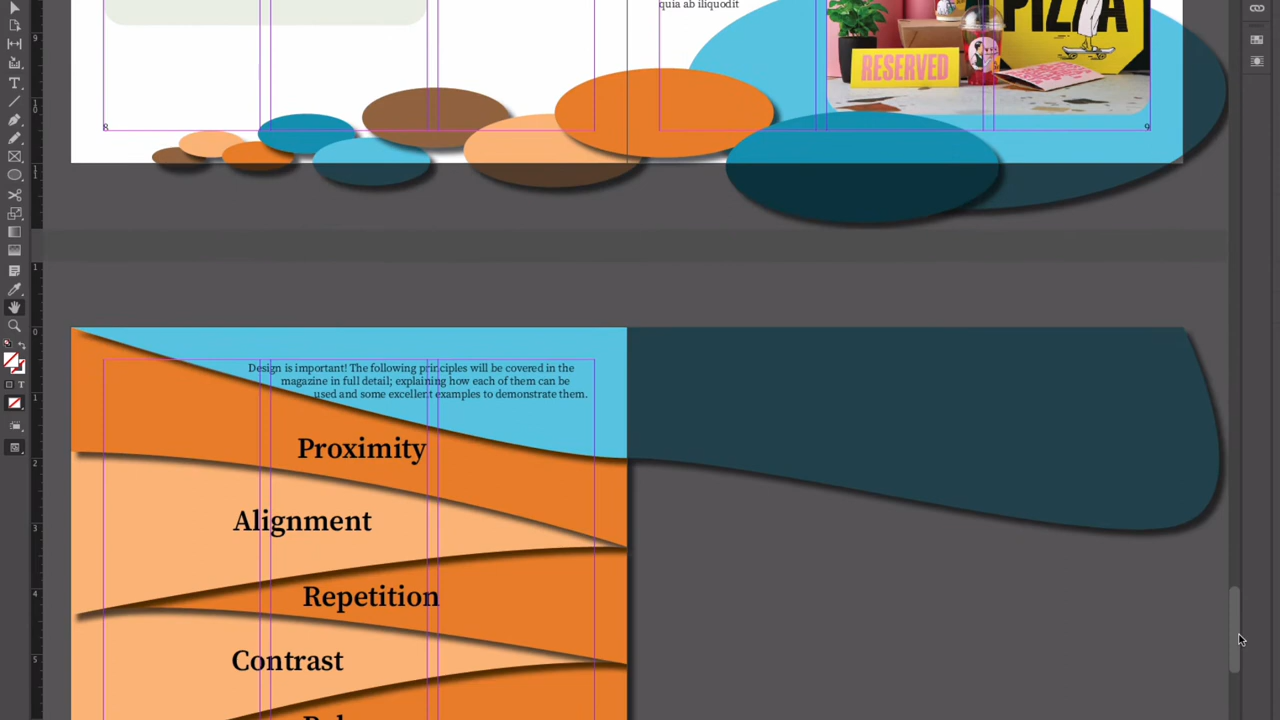 quia ab iliquodit
PIZZA
RESERVED
8
9
Design is important! The following principles will be covered in the
magazine in full detail; explaining how each of them can be
used and some excellent examples to demonstrate them.
Proximity
Alignment
Repetition
Contrast